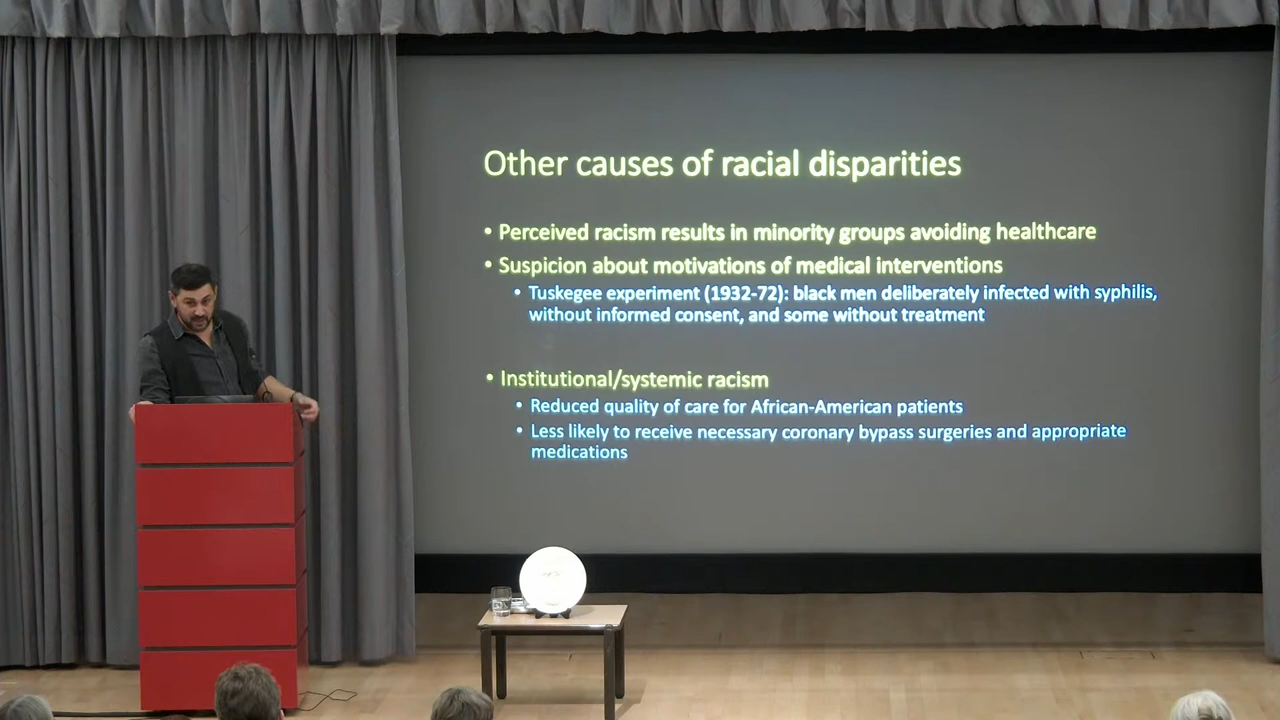 Other causes of racial disparities
• Perceived racism results in minority groups avoiding healthcare
• Suspicion about motivations of medical interventions
• Tuskegee experiment (1932-72): black men deliberately infected with syphilis,
without informed consent, and some without treatment
• Institutional/systemic racism
• Reduced quality of care for African-American patients
• Less likely to receive necessary coronary bypass surgeries and appropriate
medications